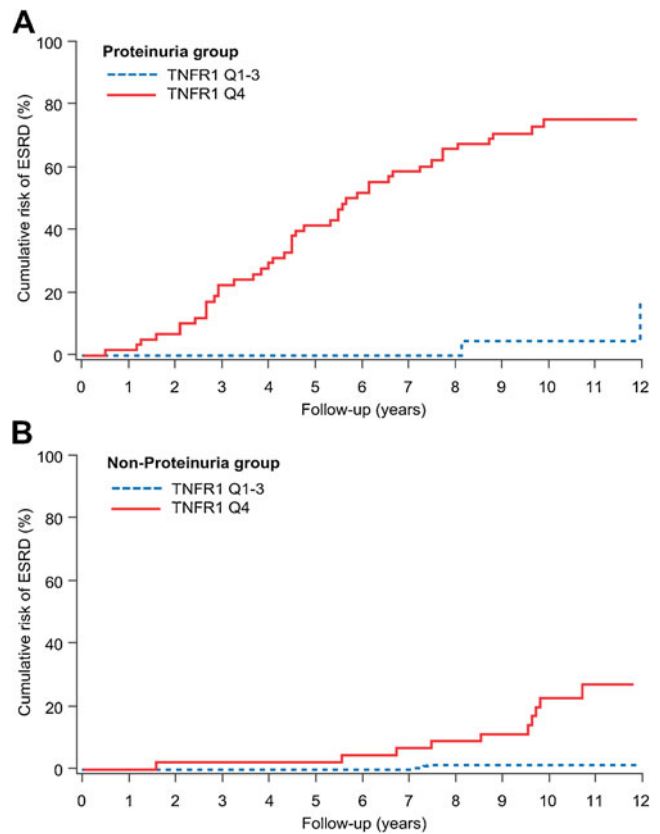 A
Proteinuria group
TNFR1 Q1-3
TNFR1 Q4
Cumulative risk of ESRD (%)
100
80
60
40
20
0
0 1 2 3 4 5 6 7 8 9 10 11 12
Follow-up (years)
B
Non-Proteinuria group
TNFR1 Q1-3
TNFR1 Q4
Cumulative risk of ESRD (%)
100
80
60
40
20
0
0 1 2 3 4 5 6 7 8 9 10 11 12
Follow-up (years)